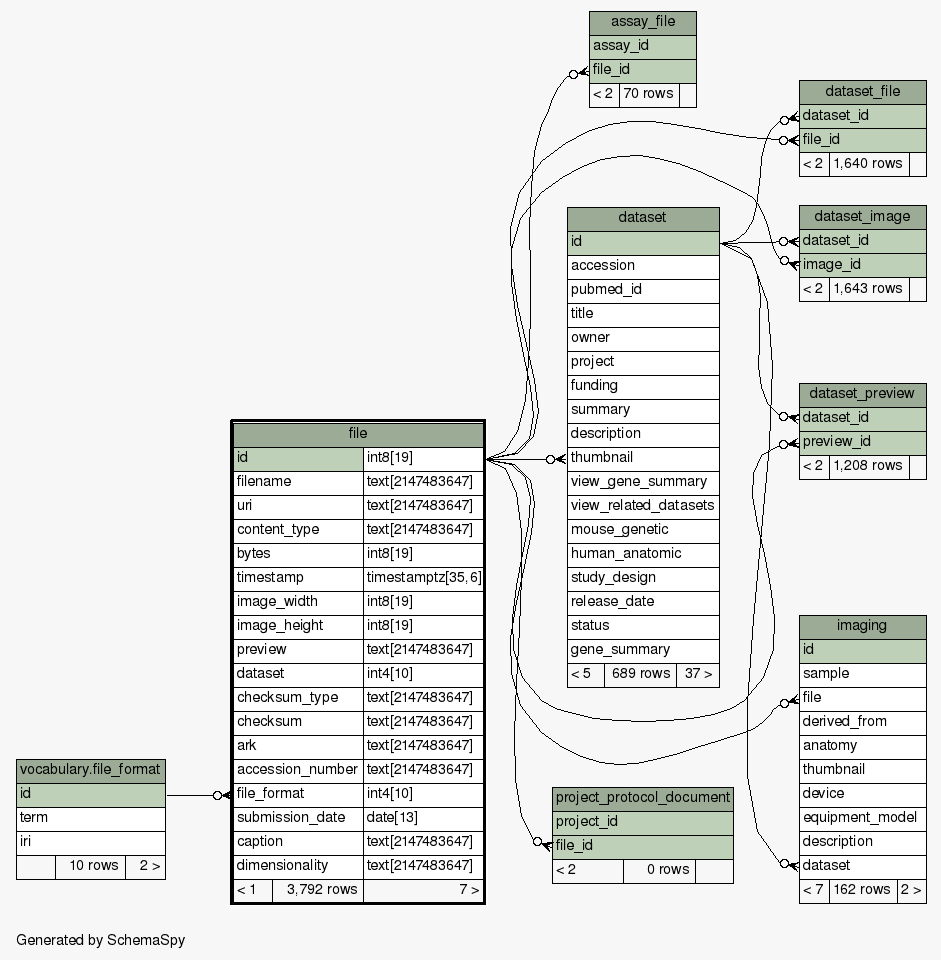 assay_file
assay_id
file_id
< 2 70 rows
dataset_file
dataset_id
file_id
< 2 1,640 rows
dataset_image
dataset_id
image_id
< 2 1,643 rows
dataset
id
accession
pubmed_id
title
owner
project
funding
summary
description
thumbnail
view_gene_summary
view_related_datasets
mouse_genetic
human_anatomic
study_design
release_date
status
gene_summary
< 5 689 rows 37 >
dataset_preview
dataset_id
preview_id
< 2 1,208 rows
file
id int8[19]
filename text[2147483647]
uri text[2147483647]
content_type text[2147483647]
bytes int8[19]
timestamp timestamptz[35,6]
image_width int8[19]
image_height int8[19]
preview text[2147483647]
dataset int4[10]
checksum_type text[2147483647]
checksum text[2147483647]
ark text[2147483647]
accession_number text[2147483647]
file_format int4[10]
submission_date date[13]
caption text[2147483647]
dimensionality text[2147483647]
< 1 3,792 rows 7 >
imaging
id
sample
file
derived_from
anatomy
thumbnail
device
equipment_model
description
dataset
< 7 162 rows 2 >
vocabulary.file_format
id
term
iri
10 rows 2 >
project_protocol_document
project_id
file_id
< 2 0 rows
Generated by SchemaSpy